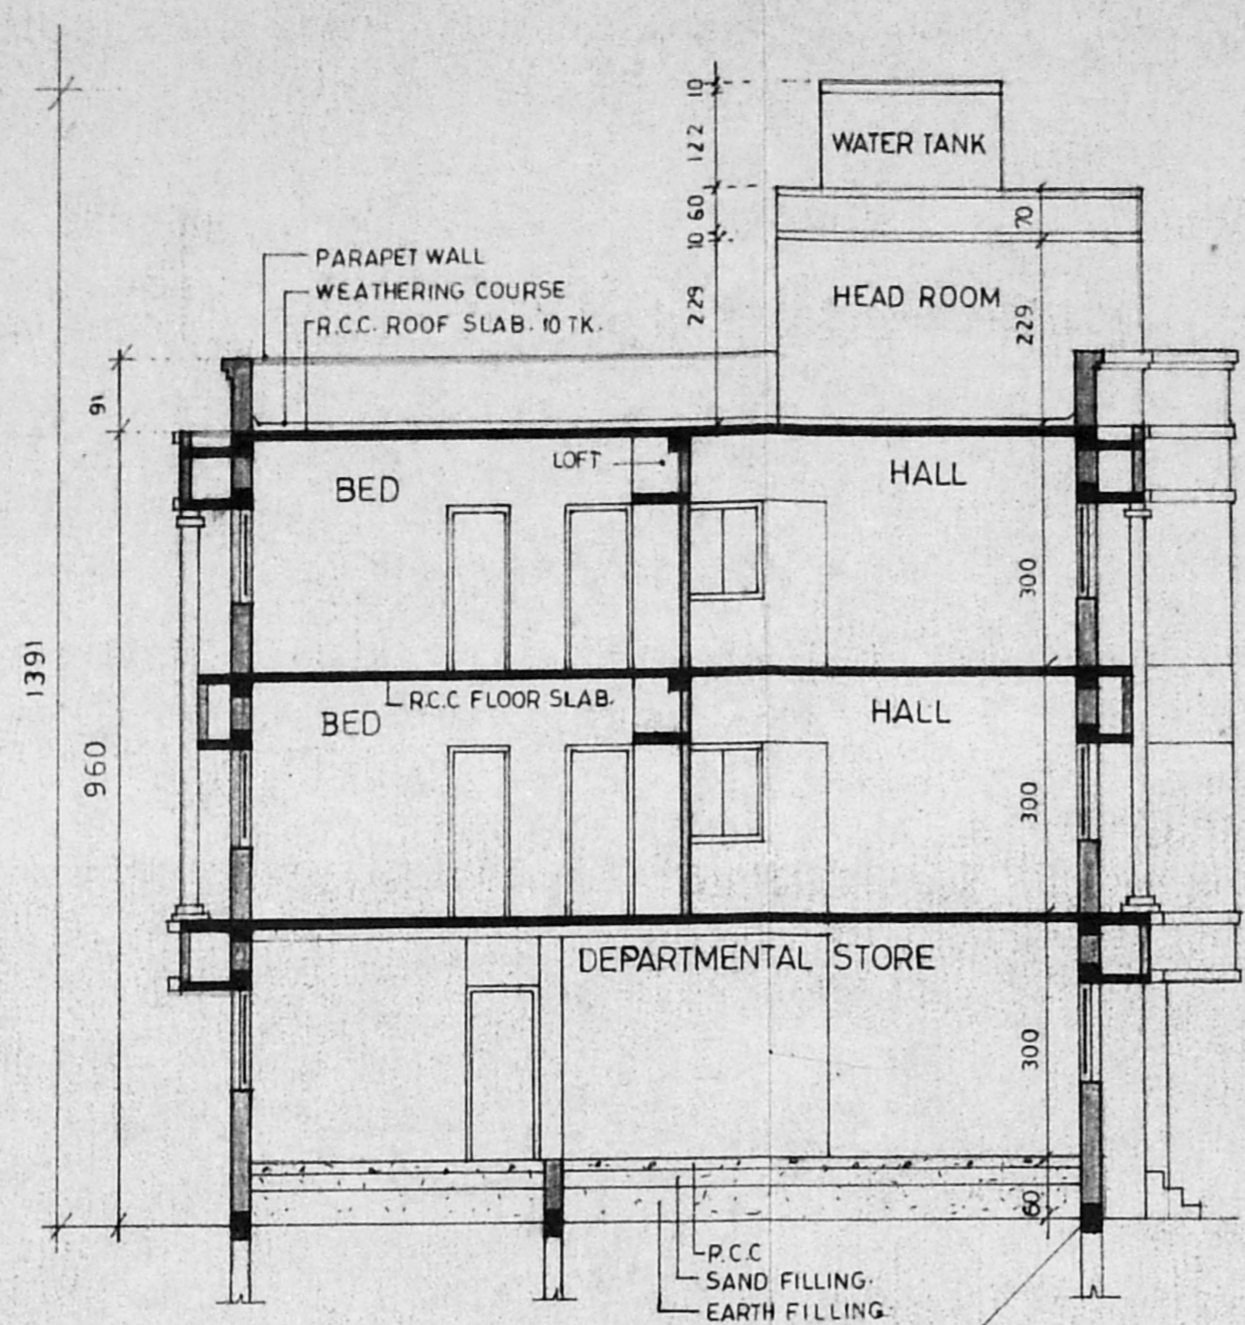 10
122
WATER TANK
60
70
10
PARAPET WALL
WEATHERING COURSE
HEAD ROOM
229
229
R.C.C. ROOF SLAB. 10 TK.
91
LOFT
BED
HALL
300
1391
R.C.C FLOOR SLAB.
BED
HALL
960
300
DEPARTMENTAL STORE
300
60
P.C.C
SAND FILLING.
EARTH FILLING